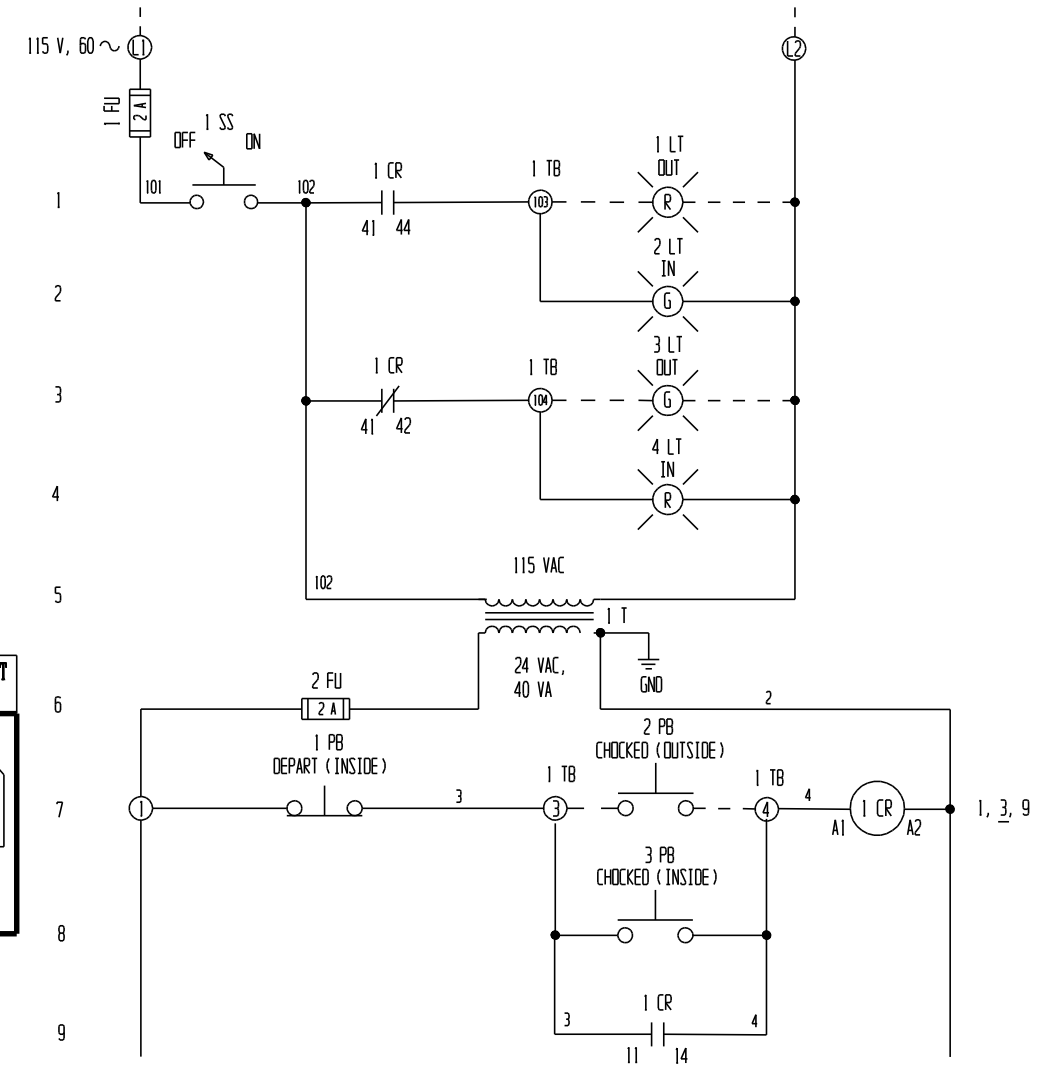 115 V, 60 ~ L1
L2
1 FU
2 A
1 SS
OFF ON
1 LT
OUT
1 CR
1 TB
1
101
102
103
R
41 44
2 LT
IN
2
G
3 LT
OUT
1 CR
1 TB
3
104
G
41 42
4 LT
IN
4
R
115 VAC
102
5
1 T
24 VAC,
40 VA
GND
T
2 FU
6
2 A
2
2 PB
CHOCKED (OUTSIDE)
1 PB
DEPART (INSIDE)
1 TB
1 TB
7
1
3
3
4
4
1 CR
1, 3, 9
A1 A2
3 PB
CHOCKED (INSIDE)
8
1 CR
3 4
9
11 14